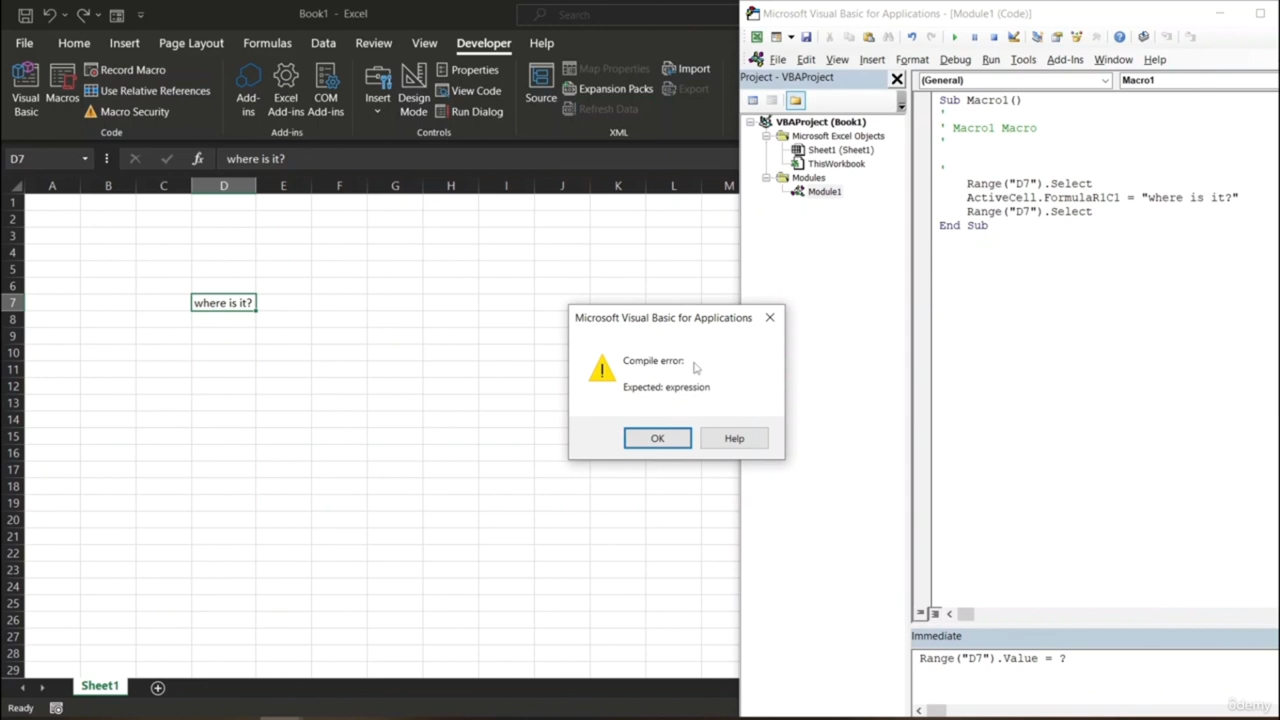 Book1 - Excel
Search
File Home Insert Page Layout Formulas Data Review View Developer Help
Visual Basic
Macros
Record Macro
Use Relative References
Macro Security
Code
Add-ins
Excel Add-ins
COM Add-ins
Add-ins
Insert
Design Mode
Properties
View Code
Run Dialog
Controls
Source
Map Properties
Expansion Packs
Refresh Data
Import
Export
XML
D7
fx
where is it?
A B C D E F G H I J K L M
1
2
3
4
5
6
7 where is it?
8
9
10
11
12
13
14
15
16
17
18
19
20
21
22
23
24
25
26
27
28
29
Sheet1
Ready
Microsoft Visual Basic for Applications - [Module1 (Code)]
File Edit View Insert Format Debug Run Tools Add-Ins Window Help
Project - VBAProject
VBAProject (Book1)
Microsoft Excel Objects
Sheet1 (Sheet1)
ThisWorkbook
Modules
Module1
(General)
Macro1
Sub Macro1()
'
' Macro1 Macro
'
'
Range("D7").Select
ActiveCell.FormulaR1C1 = "where is it?"
Range("D7").Select
End Sub
Microsoft Visual Basic for Applications
Compile error:
Expected: expression
OK
Help
Immediate
Range("D7").Value = ?
ûdemy